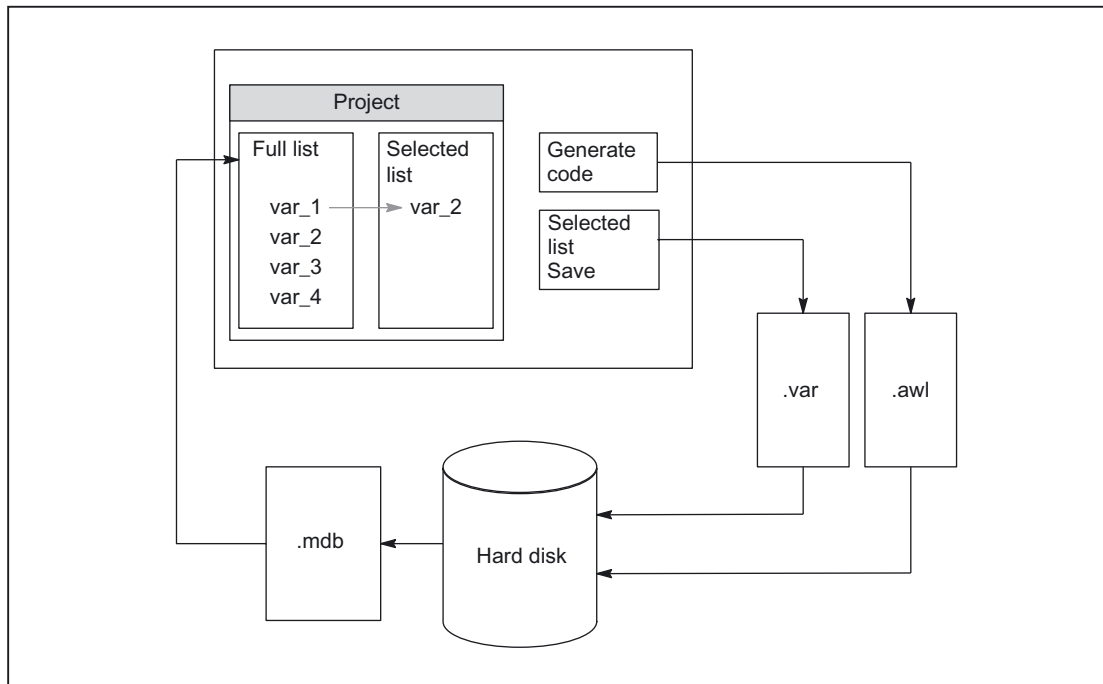 Project
Full list
var_1
var_2
var_3
var_4
Selected
list
var_2
Generate
code
Selected
list
Save
.var
.awl
.mdb
Hard disk